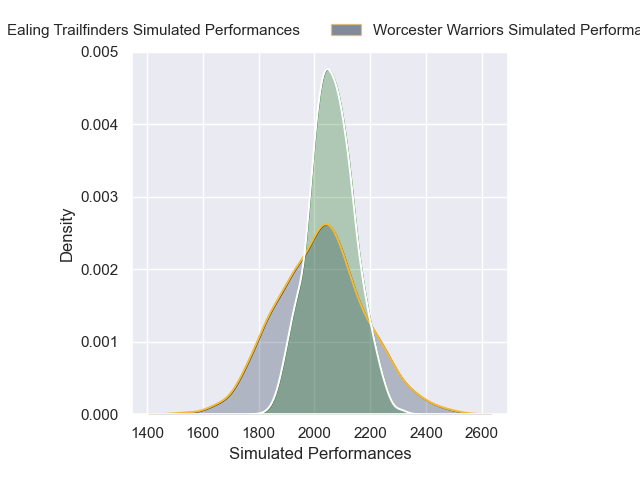 Ealing Trailfinders Simulated Performances
Worcester Warriors Simulated Performa
0.005
0.004
0.003
0.002
0.001
0.000
Density
1400 1600 1800 2000 2200 2400 2600
Simulated Performances